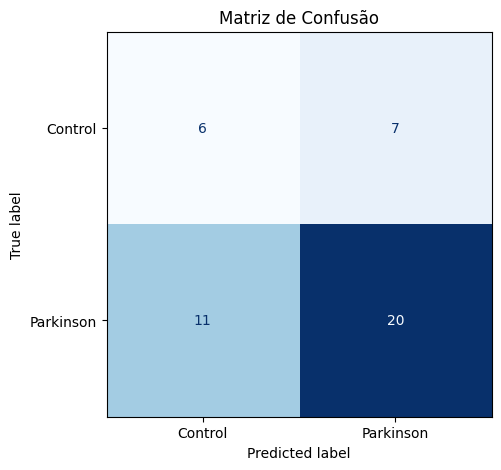 Matriz de Confusão
Control
6
7
True label
Parkinson
11
20
Control
Parkinson
Predicted label